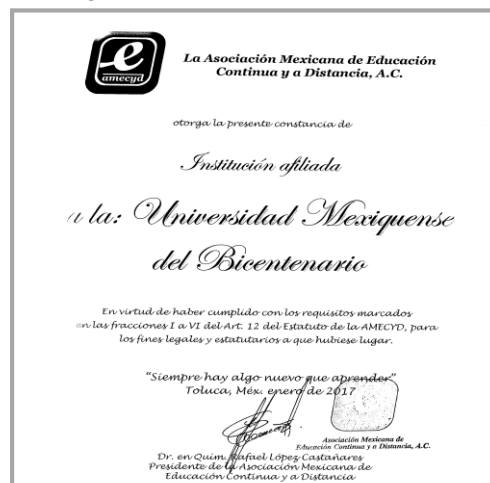 e
amecyd
La Asociación Mexicana de Educación
Continua y a Distancia, A.C.
otorga la presente constancia de
Institución afiliada
a la: Universidad Mexiquense
del Bicentenario
En virtud de haber cumplido con los requisitos marcados
en las fracciones I a VI del Art. 12 del Estatuto de la AMECYD, para
los fines legales y estatutarios a que hubiese lugar.
"Siempre hay algo nuevo que aprender"
Toluca, Méx. enero de 2017
Asociación Mexicana de
Educación Continua y a Distancia, A.C.
Dr. en Quim. Rafael López Castañares
Presidente de la Asociación Mexicana de
Educación Continua y a Distancia